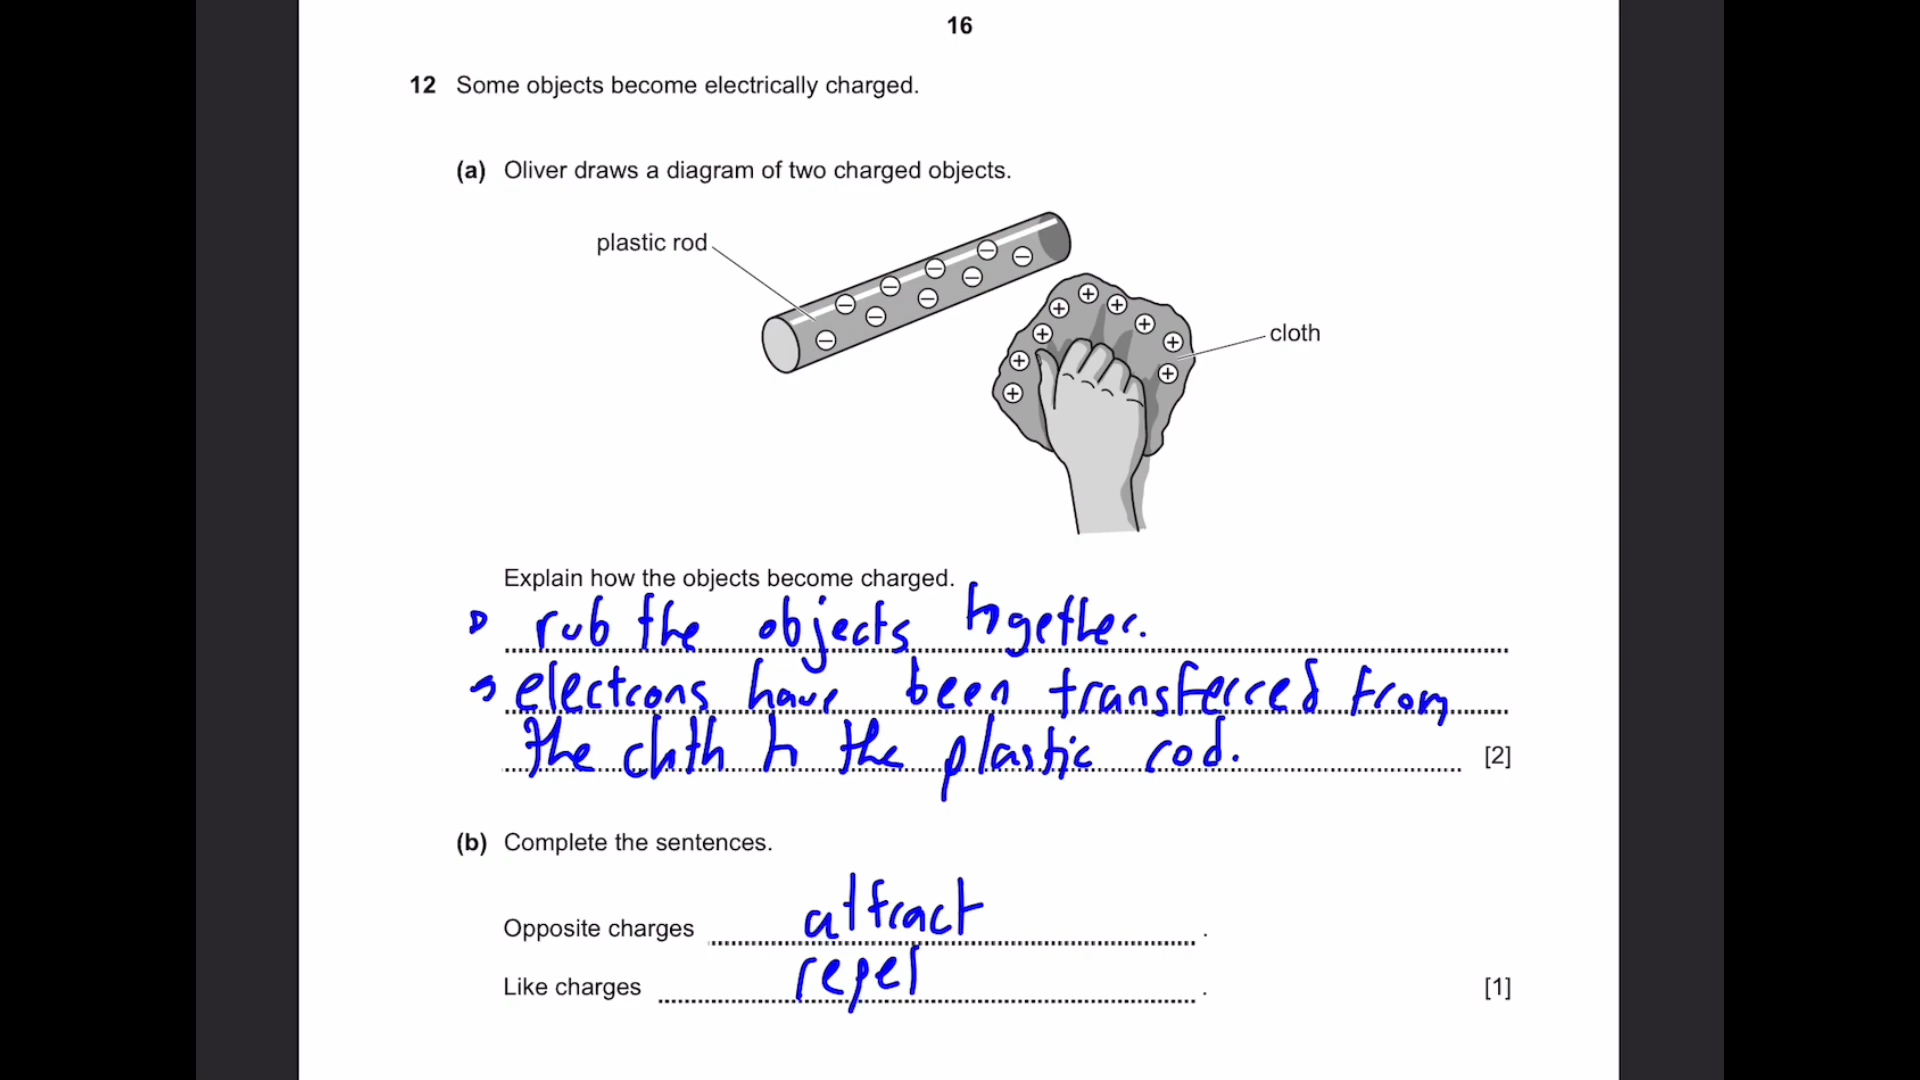 16
12 Some objects become electrically charged.
(a) Oliver draws a diagram of two charged objects.
plastic rod
cloth
Explain how the objects become charged.
rub the objects together.
electrons have been transferred from
the cloth to the plastic rod. [2]
(b) Complete the sentences.
Opposite charges attract .
Like charges repel . [1]